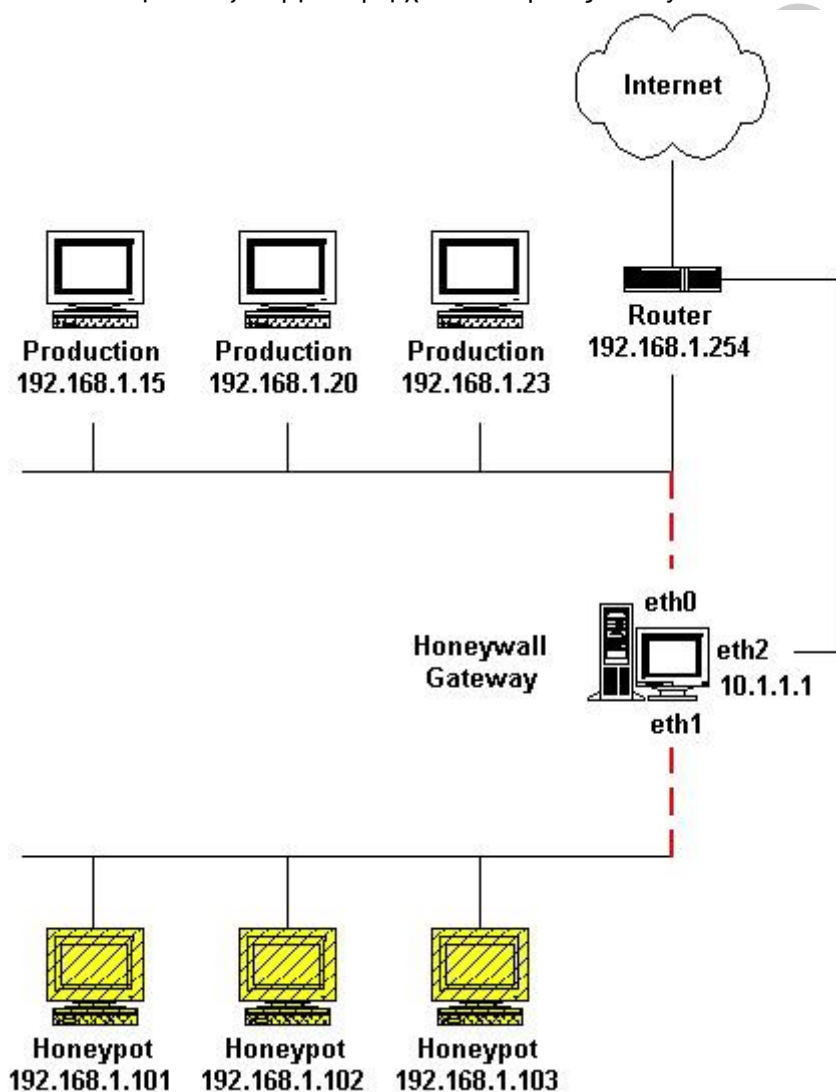 Internet
Router
192.168.1.254
Production
192.168.1.15
Production
192.168.1.20
Production
192.168.1.23
eth0
Honeywall
Gateway
eth2
10.1.1.1
eth1
Honeypot
192.168.1.101
Honeypot
192.168.1.102
Honeypot
192.168.1.103